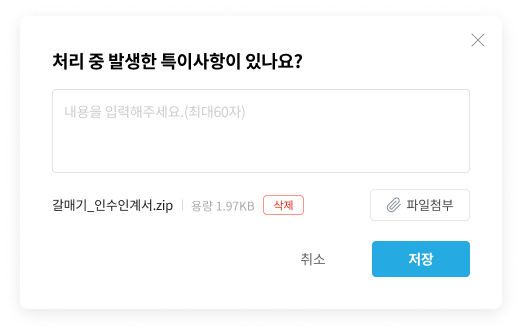 처리 중 발생한 특이사항이 있나요?
내용을 입력해주세요.(최대60자)
갈매기_인수인계서.zip 용량 1.97KB 삭제 파일첨부
취소 저장